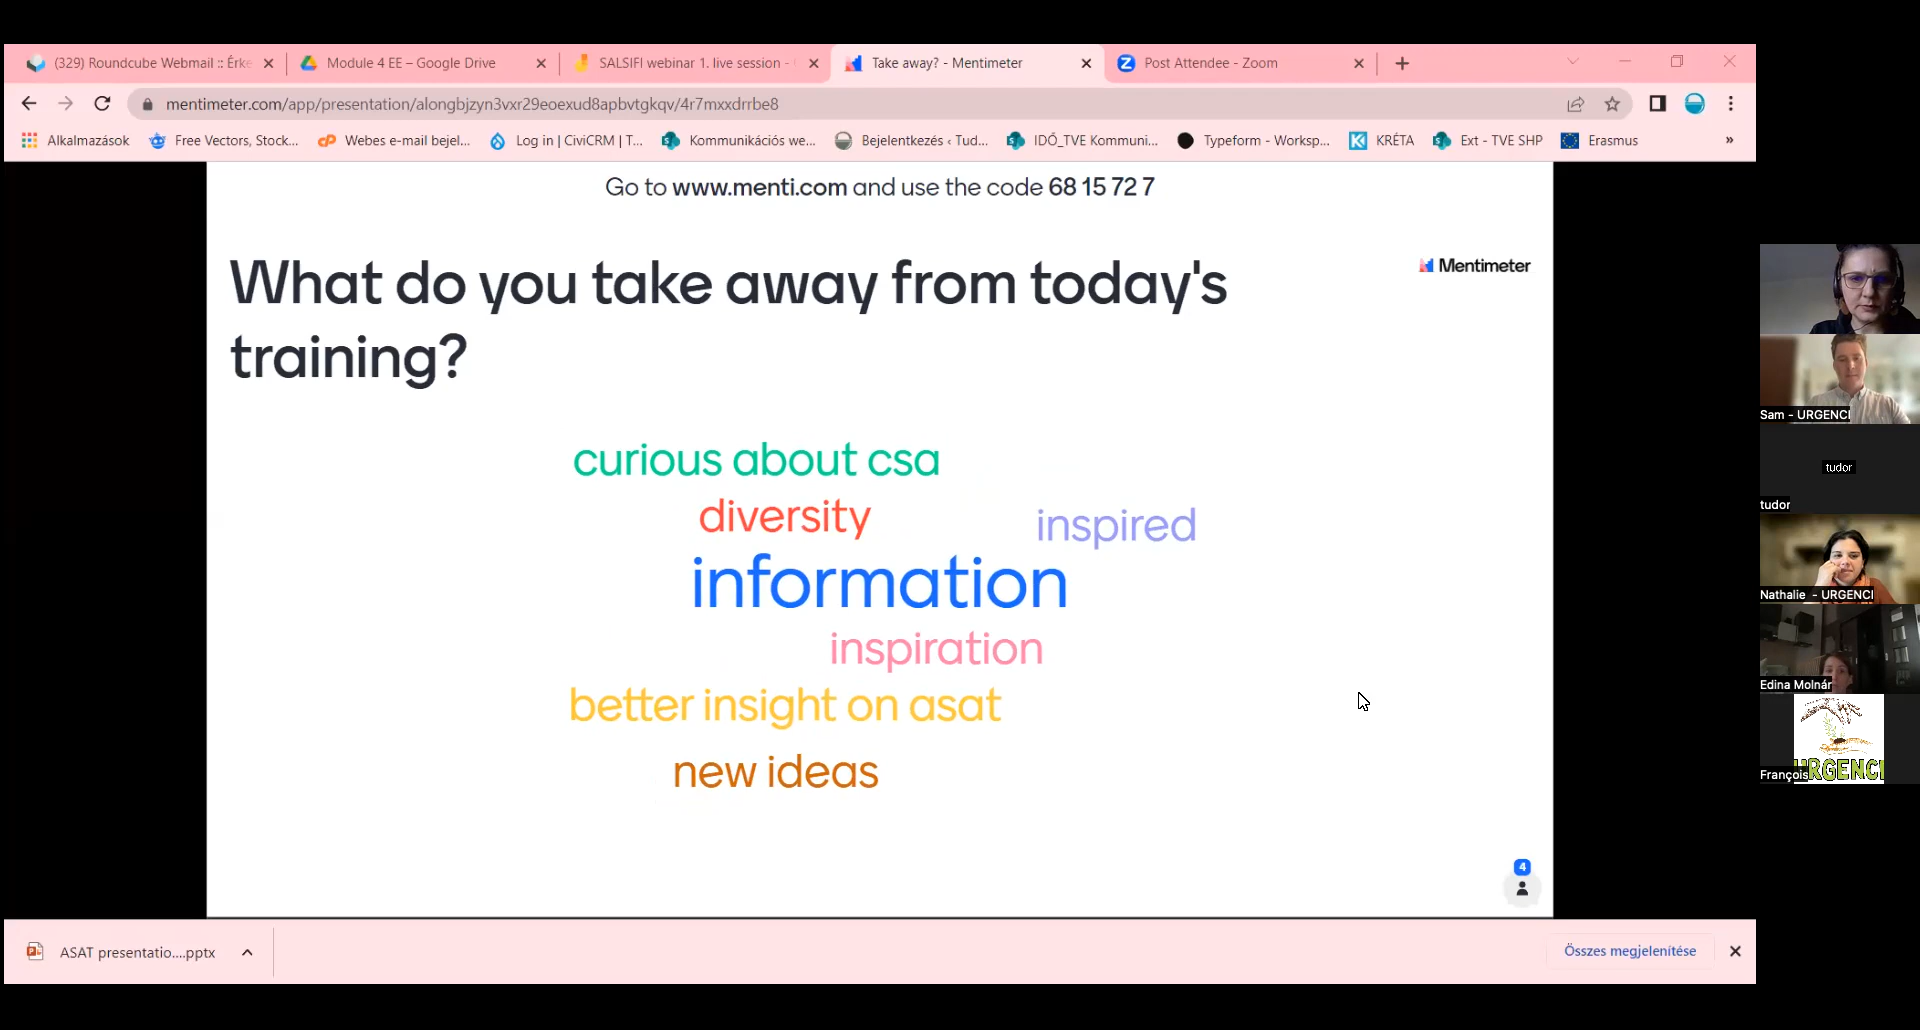 (329) Roundcube Webmail :: Érke
Module 4 EE – Google Drive
SALSIFI webinar 1. live session -
Take away? - Mentimeter
Post Attendee - Zoom
mentimeter.com/app/presentation/alongbjzyn3vxr29eoexud8apbvtgkqv/4r7mxxdrrbe8
Alkalmazások
Free Vectors, Stock...
Webes e-mail bejel...
Log in | CiviCRM | T...
Kommunikációs we...
Bejelentkezés ‹ Tud...
IDŐ_TVE Kommuni...
Typeform - Worksp...
KRÉTA
Ext - TVE SHP
Erasmus
»
Go to www.menti.com and use the code 68 15 72 7
What do you take away from today's
training?
Mentimeter
curious about csa
diversity
inspired
information
inspiration
better insight on asat
new ideas
4
Sam - URGENCI
tudor
tudor
Nathalie - URGENCI
Edina Molnár
URGENCI
François
ASAT presentatio....pptx
Összes megjelenítése